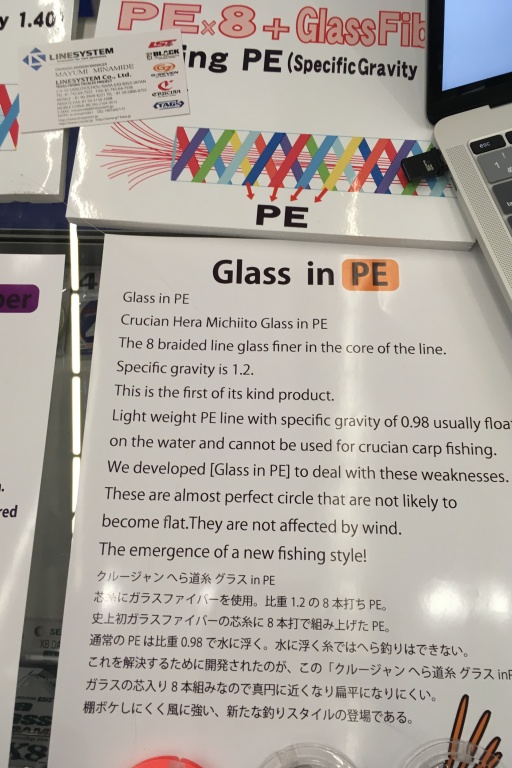 y 1.40
PE×8+GlassFib
ing PE (Specific Gravity
LINESYSTEM
MAYUMI MINAMIDE
LINESYSTEM Co., Ltd.
BLACK
TAG
esc
PE
ber
Glass in PE
Glass in PE
Crucian Hera Michiito Glass in PE
The 8 braided line glass finer in the core of the line.
Specific gravity is 1.2.
This is the first of its kind product.
Light weight PE line with specific gravity of 0.98 usually floa
on the water and cannot be used for crucian carp fishing.
We developed [Glass in PE] to deal with these weaknesses.
These are almost perfect circle that are not likely to
become flat.They are not affected by wind.
The emergence of a new fishing style!
クルージャン へら道糸 グラス in PE
芯糸にガラスファイバーを使用。比重 1.2 の 8 本打ち PE。
史上初ガラスファイバーの芯糸に 8 本打で組み上げた PE。
通常の PE は比重 0.98 で水に浮く。水に浮く糸ではへら釣りはできない。
これを解決するために開発されたのが、この「クルージャン へら道糸 グラス inP
ガラスの芯入り 8 本組みなので真円に近くなり扁平になりにくい。
棚ボケしにくく風に強い、新たな釣りスタイルの登場である。
red